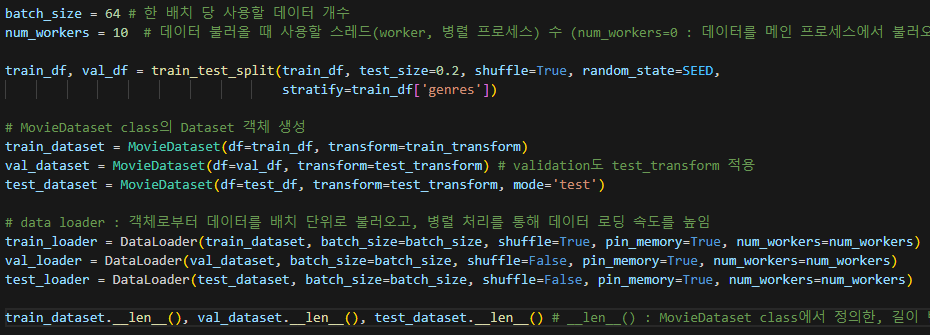 batch_size = 64 # 한 배치 당 사용할 데이터 개수
num_workers = 10  # 데이터 불러올 때 사용할 스레드(worker, 병렬 프로세스) 수 (num_workers=0 : 데이터를 메인 프로세스에서 불러오
train_df, val_df = train_test_split(train_df, test_size=0.2, shuffle=True, random_state=SEED,
stratify=train_df['genres'])
# MovieDataset class의 Dataset 객체 생성
train_dataset = MovieDataset(df=train_df, transform=train_transform)
val_dataset = MovieDataset(df=val_df, transform=test_transform) # validation도 test_transform 적용
test_dataset = MovieDataset(df=test_df, transform=test_transform, mode='test')
# data loader : 객체로부터 데이터를 배치 단위로 불러오고, 병렬 처리를 통해 데이터 로딩 속도를 높임
train_loader = DataLoader(train_dataset, batch_size=batch_size, shuffle=True, pin_memory=True, num_workers=num_workers)
val_loader = DataLoader(val_dataset, batch_size=batch_size, shuffle=False, pin_memory=True, num_workers=num_workers)
test_loader = DataLoader(test_dataset, batch_size=batch_size, shuffle=False, pin_memory=True, num_workers=num_workers)
train_dataset.__len__(), val_dataset.__len__(), test_dataset.__len__() # __len__() : MovieDataset class에서 정의한, 길이